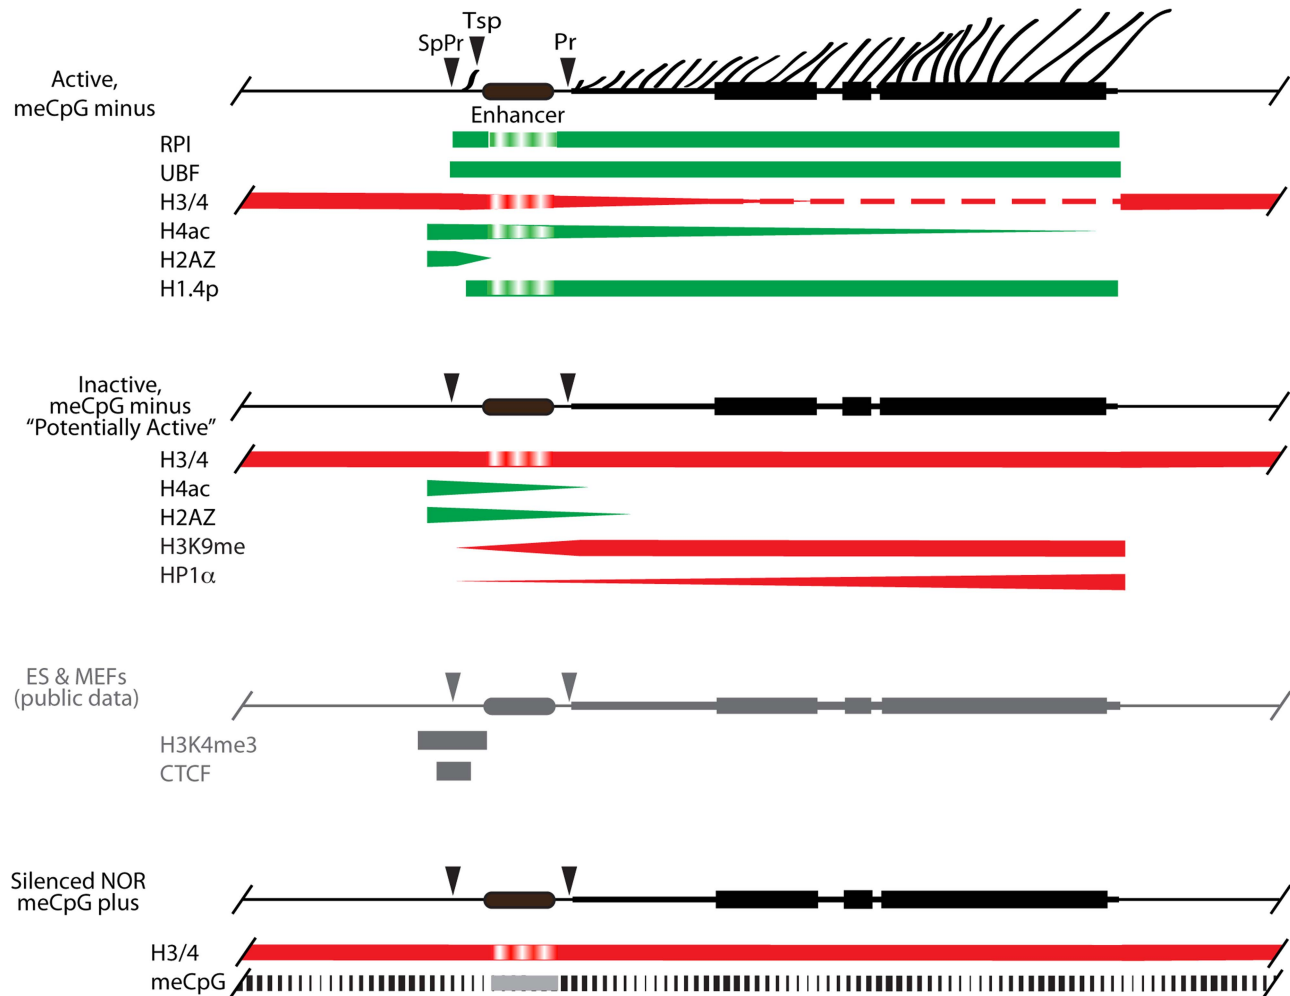 Tsp
SpPr
Pr
Active,
meCpG minus
Enhancer
RPI
UBF
H3/4
H4ac
H2AZ
H1.4p
Inactive,
meCpG minus
“Potentially Active”
H3/4
H4ac
H2AZ
H3K9me
HP1α
ES & MEFs
(public data)
H3K4me3
CTCF
Silenced NOR
meCpG plus
H3/4
meCpG